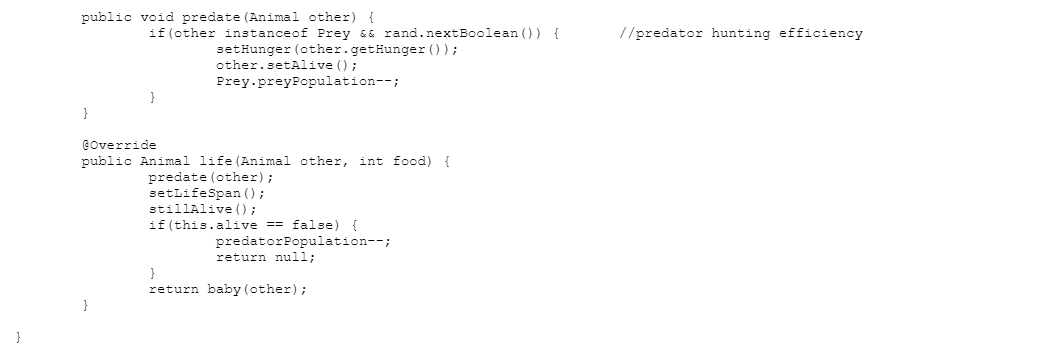 public void predate(Animal other) {
if(other instanceof Prey && rand.nextBoolean()) { //predator hunting efficiency
setHunger(other.getHunger());
other.setAlive();
Prey.preyPopulation--;
}
}
@Override
public Animal life(Animal other, int food) {
predate(other);
setLifeSpan();
stillAlive();
if(this.alive == false) {
predatorPopulation--;
return null;
}
return baby(other);
}
}